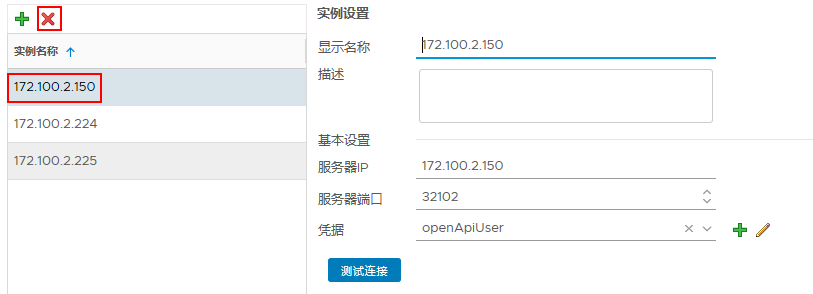 实例名称
172.100.2.150
172.100.2.224
172.100.2.225
实例设置
显示名称 172.100.2.150
描述
基本设置
服务器IP 172.100.2.150
服务器端口 32102
凭据 openApiUser
测试连接